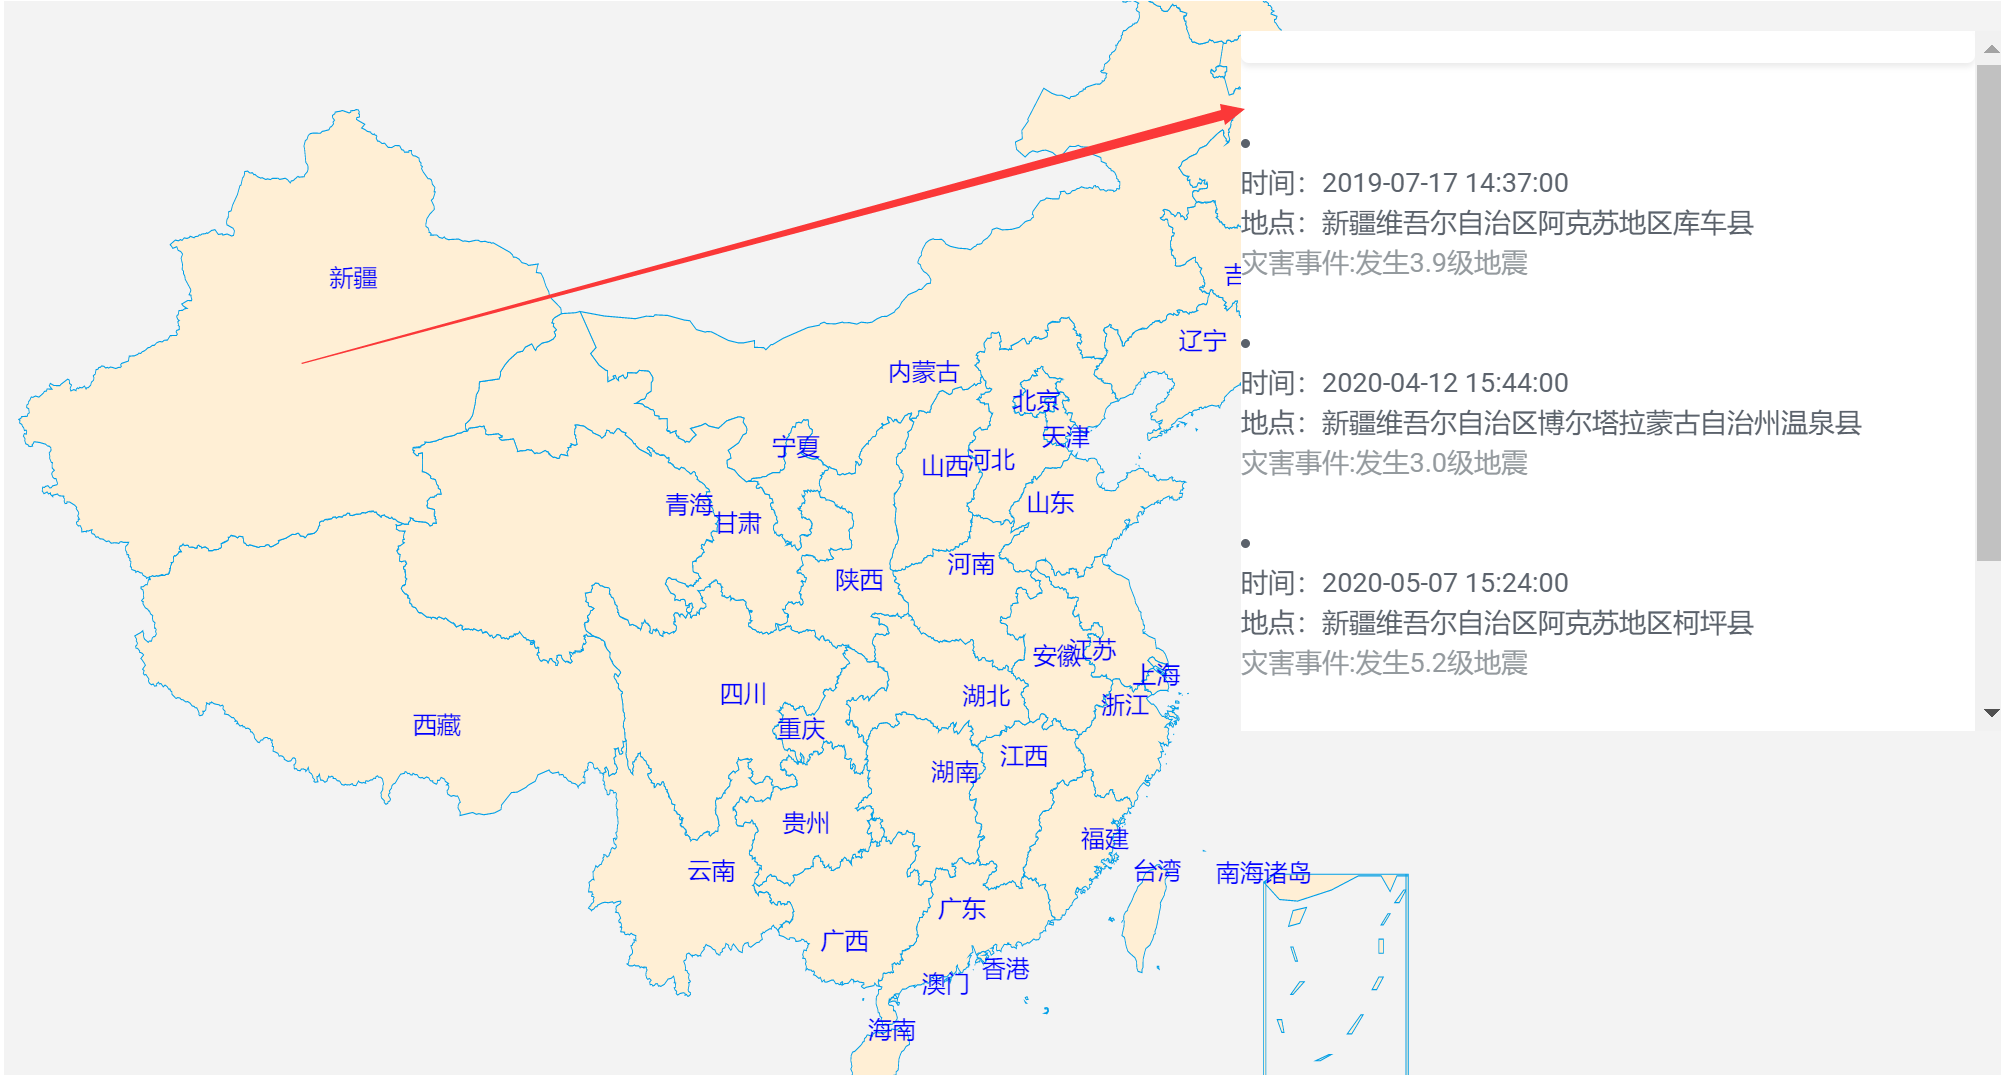 新疆
吉
辽宁
内蒙古
北京
天津
宁夏
山西
河北
青海
甘肃
山东
河南
陕西
安徽
江苏
上海
四川
湖北
浙江
西藏
重庆
湖南
江西
贵州
福建
云南
台湾
南海诸岛
广东
广西
香港
澳门
海南
时间：2019-07-17 14:37:00
地点：新疆维吾尔自治区阿克苏地区库车县
灾害事件:发生3.9级地震
时间：2020-04-12 15:44:00
地点：新疆维吾尔自治区博尔塔拉蒙古自治州温泉县
灾害事件:发生3.0级地震
时间：2020-05-07 15:24:00
地点：新疆维吾尔自治区阿克苏地区柯坪县
灾害事件:发生5.2级地震